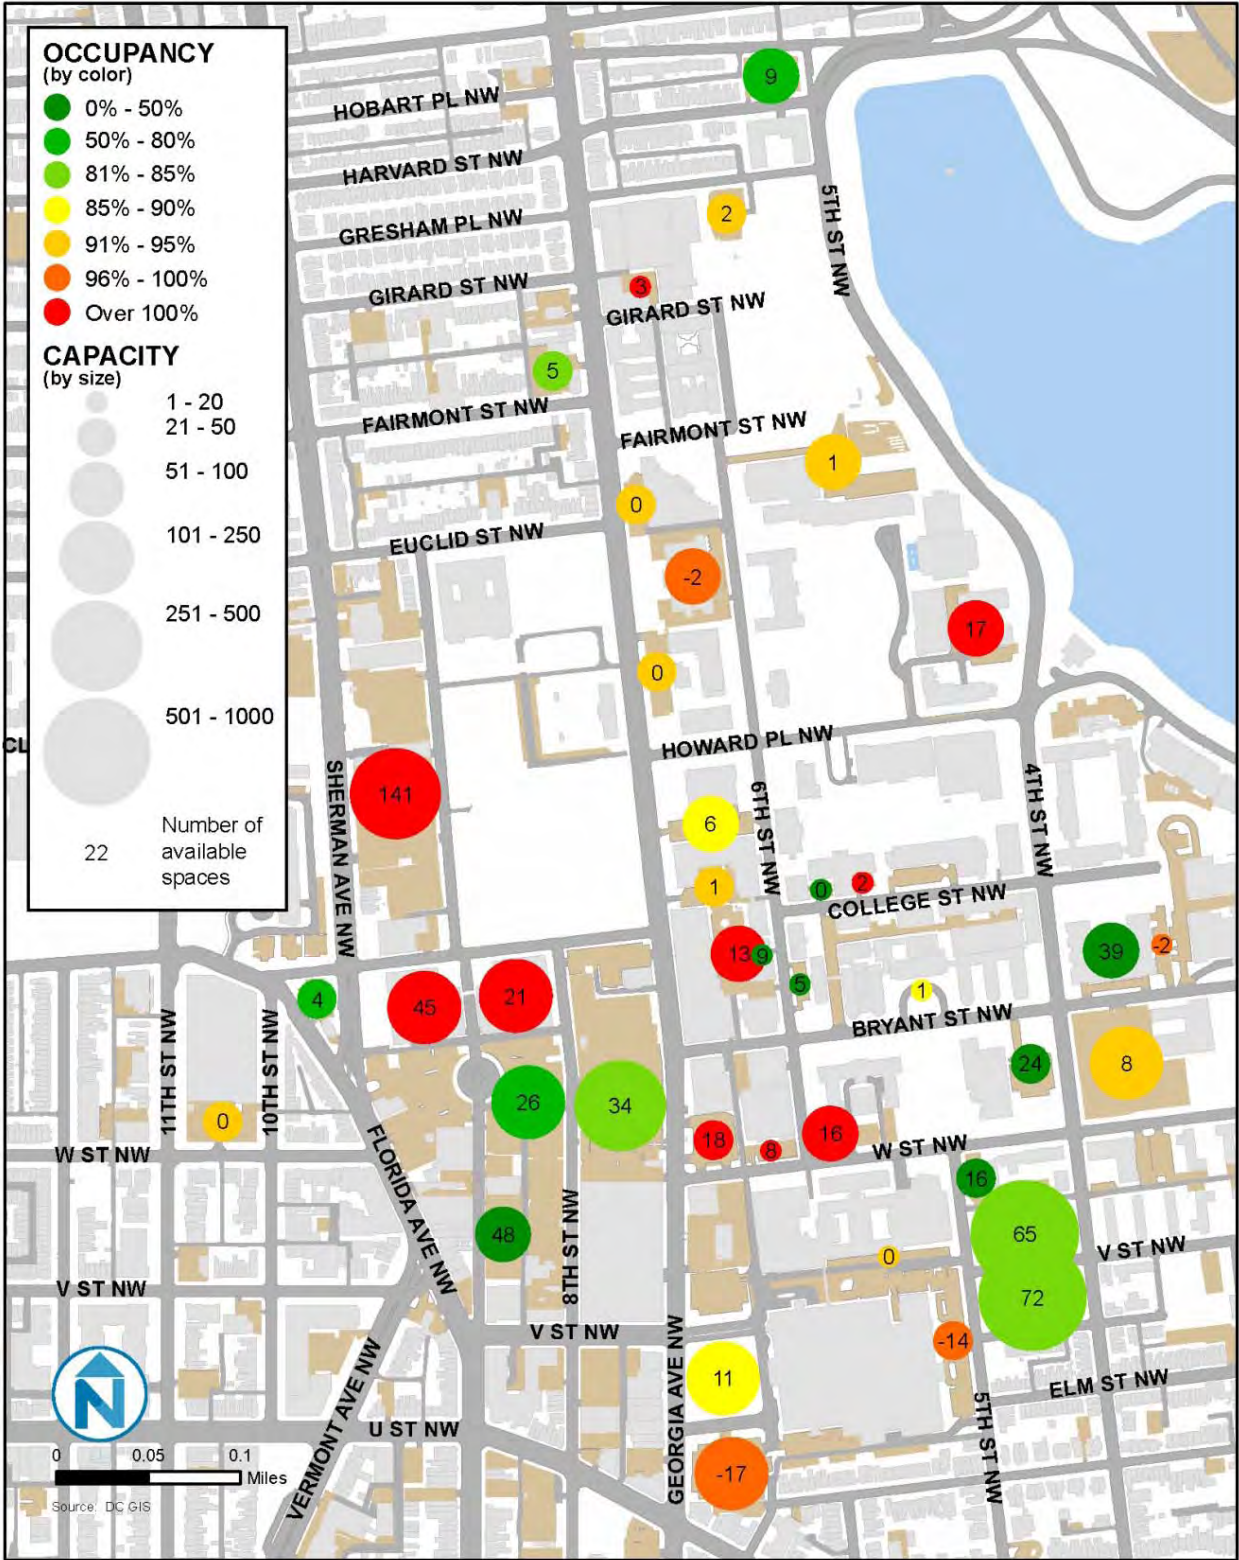 OCCUPANCY
(by color)
0% - 50%
50% - 80%
81% - 85%
85% - 90%
91% - 95%
96% - 100%
Over 100%
CAPACITY
(by size)
1 - 20
21 - 50
51 - 100
101 - 250
251 - 500
501 - 1000
22
Number of
available
spaces
9
HOBART PL NW
HARVARD ST NW
5TH ST NW
2
GRESHAM PL NW
GIRARD ST NW
3
GIRARD ST NW
5
FAIRMONT ST NW
FAIRMONT ST NW
1
0
EUCLID ST NW
-2
17
0
HOWARD PL NW
CL
SHERMAN AVE NW
141
6
6TH ST NW
4TH ST NW
1
0
2
COLLEGE ST NW
13
9
39
-2
5
4
45
21
1
BRYANT ST NW
11TH ST NW
10TH ST NW
24
8
26
34
0
18
8
16
W ST NW
W ST NW
FLORIDA AVE NW
16
48
8TH ST NW
65
V ST NW
0
V ST NW
72
V ST NW
-14
VERMONT AVE NW
GEORGIA AVE NW
11
ELM ST NW
5TH ST NW
U ST NW
-17
N
0
0.05
0.1
Miles
Source: DC GIS